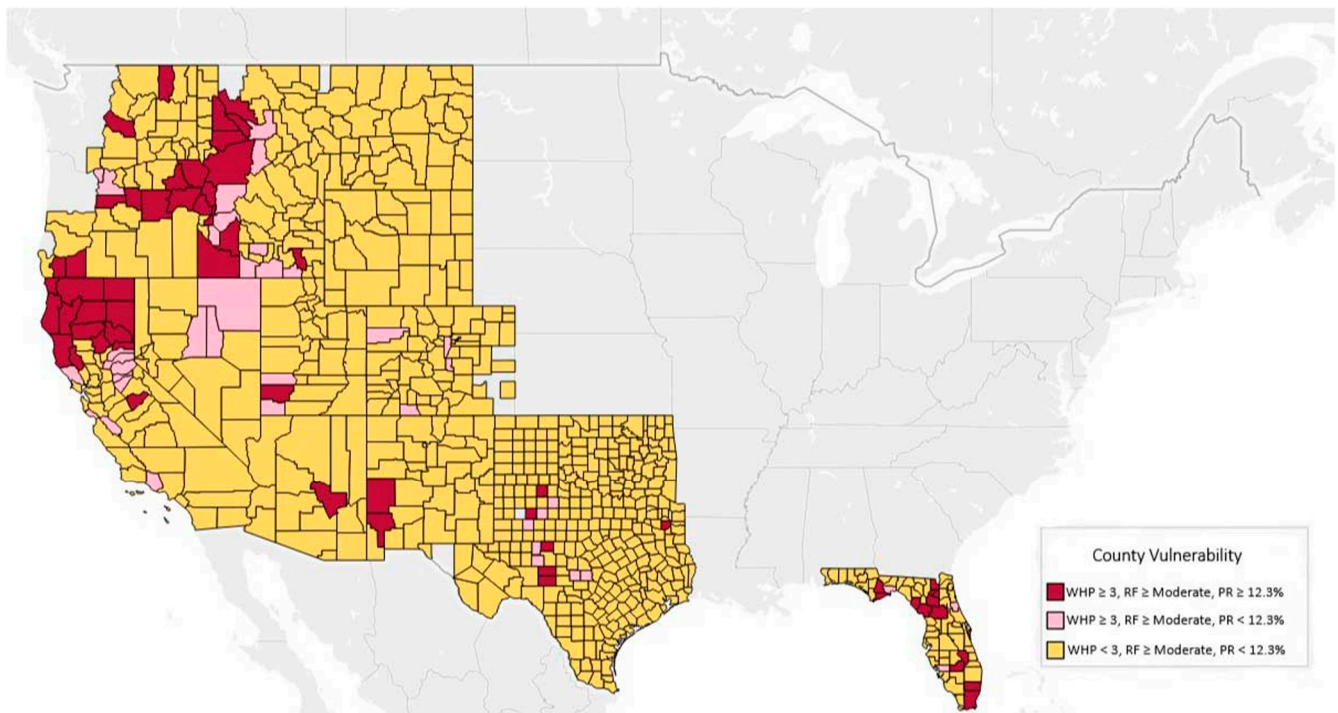 County Vulnerability
WHP ≥ 3, RF ≥ Moderate, PR ≥ 12.3%
WHP ≥ 3, RF ≥ Moderate, PR < 12.3%
WHP < 3, RF ≥ Moderate, PR < 12.3%